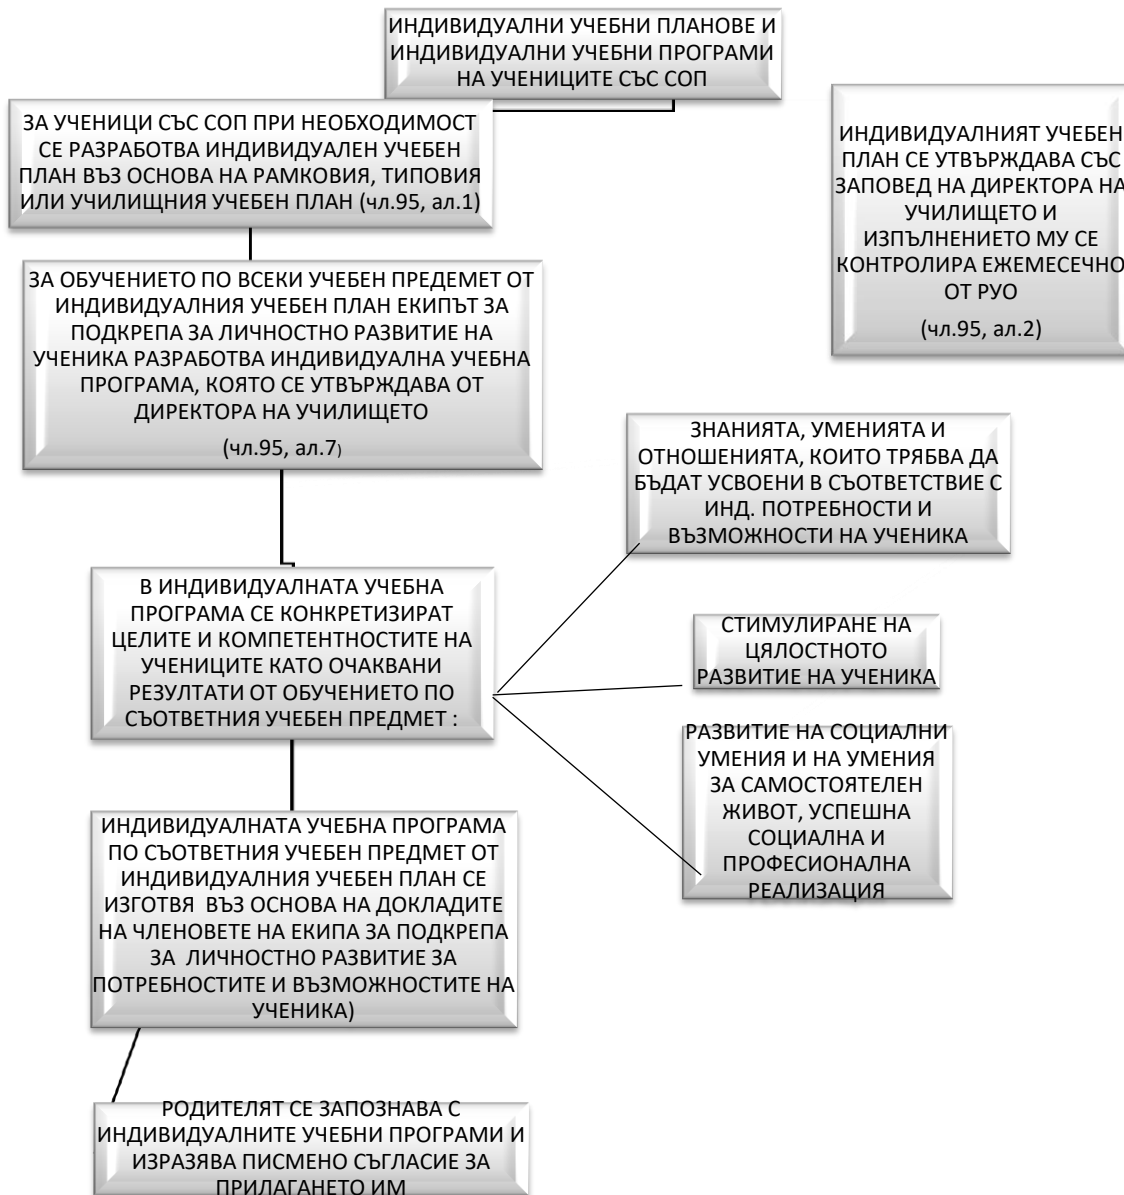 ИНДИВИДУАЛНИ УЧЕБНИ ПЛАНОВЕ И
ИНДИВИДУАЛНИ УЧЕБНИ ПРОГРАМИ
НА УЧЕНИЦИТЕ СЪС СОП
ЗА УЧЕНИЦИ СЪС СОП ПРИ НЕОБХОДИМОСТ
СЕ РАЗРАБОТВА ИНДИВИДУАЛЕН УЧЕБЕН
ПЛАН ВЪЗ ОСНОВА НА РАМКОВИЯ, ТИПОВИЯ
ИЛИ УЧИЛИЩНИЯ УЧЕБЕН ПЛАН (чл.95, ал.1)
ИНДИВИДУАЛНИЯТ УЧЕБЕН
ПЛАН СЕ УТВЪРЖДАВА СЪС
ЗАПОВЕД НА ДИРЕКТОРА НА
УЧИЛИЩЕТО И
ИЗПЪЛНЕНИЕТО МУ СЕ
КОНТРОЛИРА ЕЖЕМЕСЕЧНО
ОТ РУО
(чл.95, ал.2)
ЗА ОБУЧЕНИЕТО ПО ВСЕКИ УЧЕБЕН ПРЕДЕМЕТ ОТ
ИНДИВИДУАЛНИЯ УЧЕБЕН ПЛАН ЕКИПЪТ ЗА
ПОДКРЕПА ЗА ЛИЧНОСТНО РАЗВИТИЕ НА
УЧЕНИКА РАЗРАБОТВА ИНДИВИДУАЛНА УЧЕБНА
ПРОГРАМА, КОЯТО СЕ УТВЪРЖДАВА ОТ
ДИРЕКТОРА НА УЧИЛИЩЕТО
(чл.95, ал.7)
ЗНАНИЯТА, УМЕНИЯТА И
ОТНОШЕНИЯТА, КОИТО ТРЯБВА ДА
БЪДАТ УСВОЕНИ В СЪОТВЕТСТВИЕ С
ИНД. ПОТРЕБНОСТИ И
ВЪЗМОЖНОСТИ НА УЧЕНИКА
В ИНДИВИДУАЛНАТА УЧЕБНА
ПРОГРАМА СЕ КОНКРЕТИЗИРАТ
ЦЕЛИТЕ И КОМПЕТЕНТНОСТИТЕ НА
УЧЕНИЦИТЕ КАТО ОЧАКВАНИ
РЕЗУЛТАТИ ОТ ОБУЧЕНИЕТО ПО
СЪОТВЕТНИЯ УЧЕБЕН ПРЕДМЕТ :
СТИМУЛИРАНЕ НА
ЦЯЛОСТНОТО
РАЗВИТИЕ НА УЧЕНИКА
РАЗВИТИЕ НА СОЦИАЛНИ
УМЕНИЯ И НА УМЕНИЯ
ЗА САМОСТОЯТЕЛЕН
ЖИВОТ, УСПЕШНА
СОЦИАЛНА И
ПРОФЕСИОНАЛНА
РЕАЛИЗАЦИЯ
ИНДИВИДУАЛНАТА УЧЕБНА ПРОГРАМА
ПО СЪОТВЕТНИЯ УЧЕБЕН ПРЕДМЕТ ОТ
ИНДИВИДУАЛНИЯ УЧЕБЕН ПЛАН СЕ
ИЗГОТВЯ ВЪЗ ОСНОВА НА ДОКЛАДИТЕ
НА ЧЛЕНОВЕТЕ НА ЕКИПА ЗА ПОДКРЕПА
ЗА ЛИЧНОСТНО РАЗВИТИЕ ЗА
ПОТРЕБНОСТИТЕ И ВЪЗМОЖНОСТИТЕ НА
УЧЕНИКА)
РОДИТЕЛЯТ СЕ ЗАПОЗНАВА С
ИНДИВИДУАЛНИТЕ УЧЕБНИ ПРОГРАМИ И
ИЗРАЗЯВА ПИСМЕНО СЪГЛАСИЕ ЗА
ПРИЛАГАНЕТО ИМ